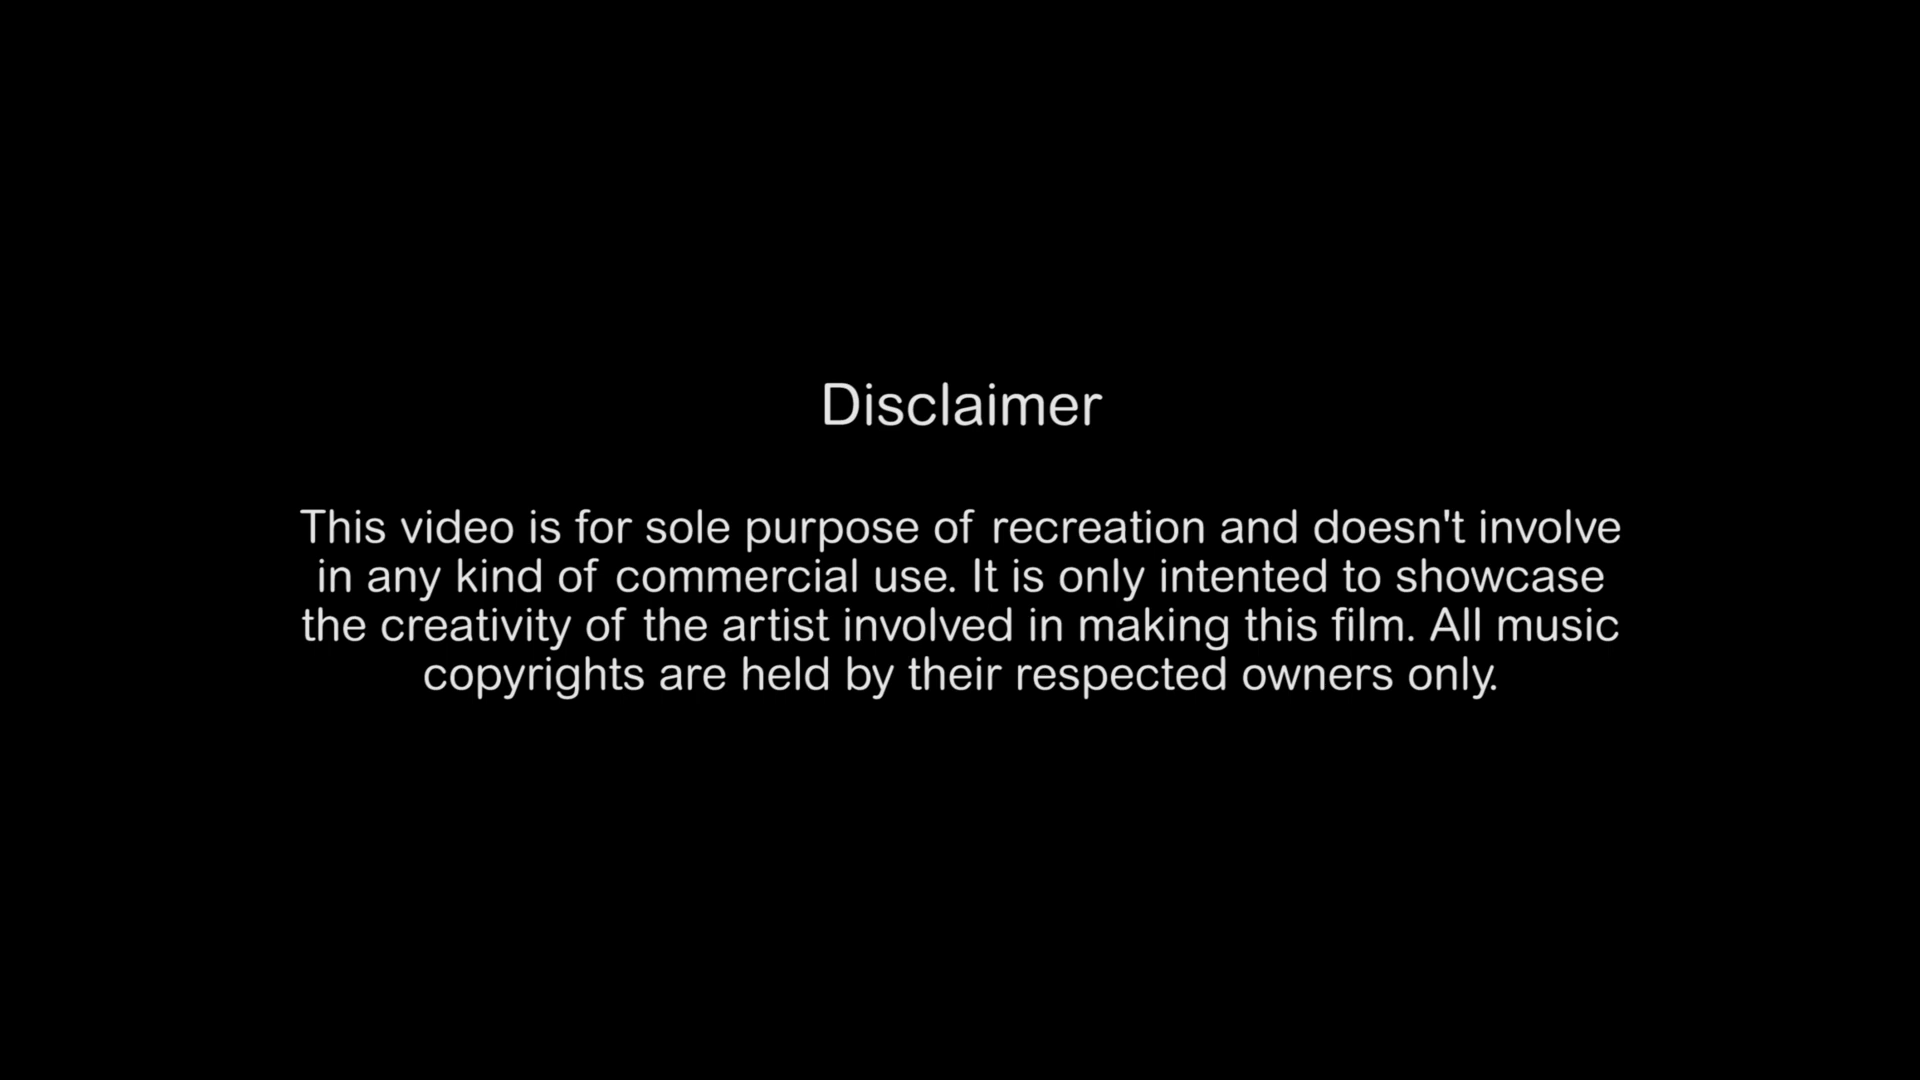 Disclaimer
This video is for sole purpose of recreation and doesn't involve
in any kind of commercial use. It is only intented to showcase
the creativity of the artist involved in making this film. All music
copyrights are held by their respected owners only.